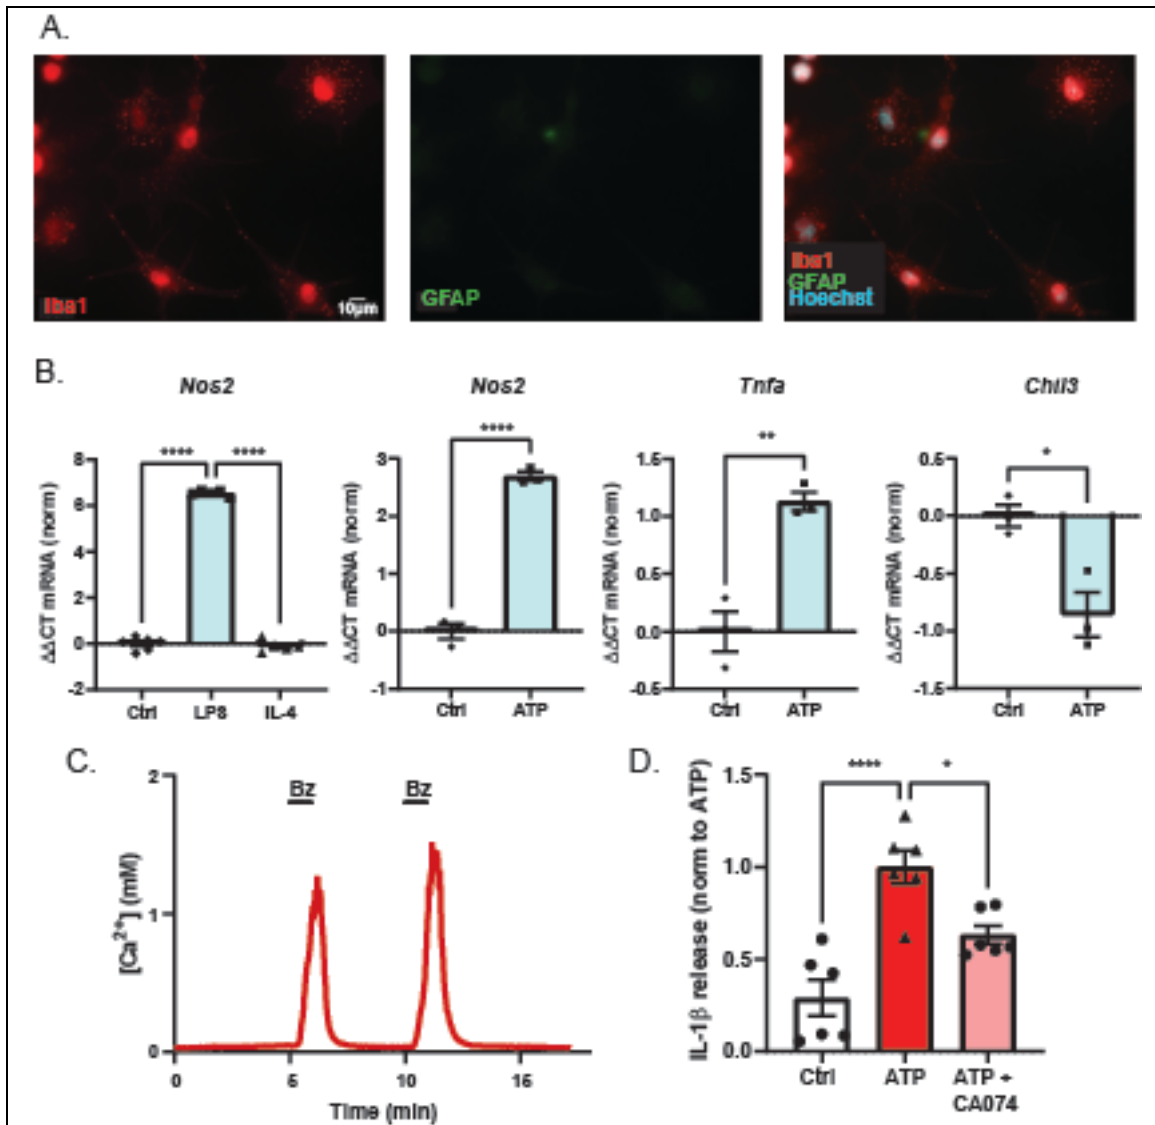 A.
Iba1
10μm
GFAP
Iba1
GFAP
Hoechst
B.
Nos2
Nos2
Tnfa
Chil3
**** ****
****
**
*
ΔΔCT mRNA (norm)
8
6
4
2
0
-2
Ctrl LPS IL-4
ΔΔCT mRNA (norm)
3
2
1
0
-1
Ctrl ATP
ΔΔCT mRNA (norm)
1.5
1.0
0.5
0.0
-0.5
Ctrl ATP
ΔΔCT mRNA (norm)
0.5
0.0
-0.5
-1.0
-1.5
Ctrl ATP
C.
[Ca²⁺] (mM)
2
1
0
Bz Bz
0 5 10 15
Time (min)
D.
IL-1β release (norm to ATP)
1.5
1.0
0.5
0.0
**** *
Ctrl ATP ATP +
CA074